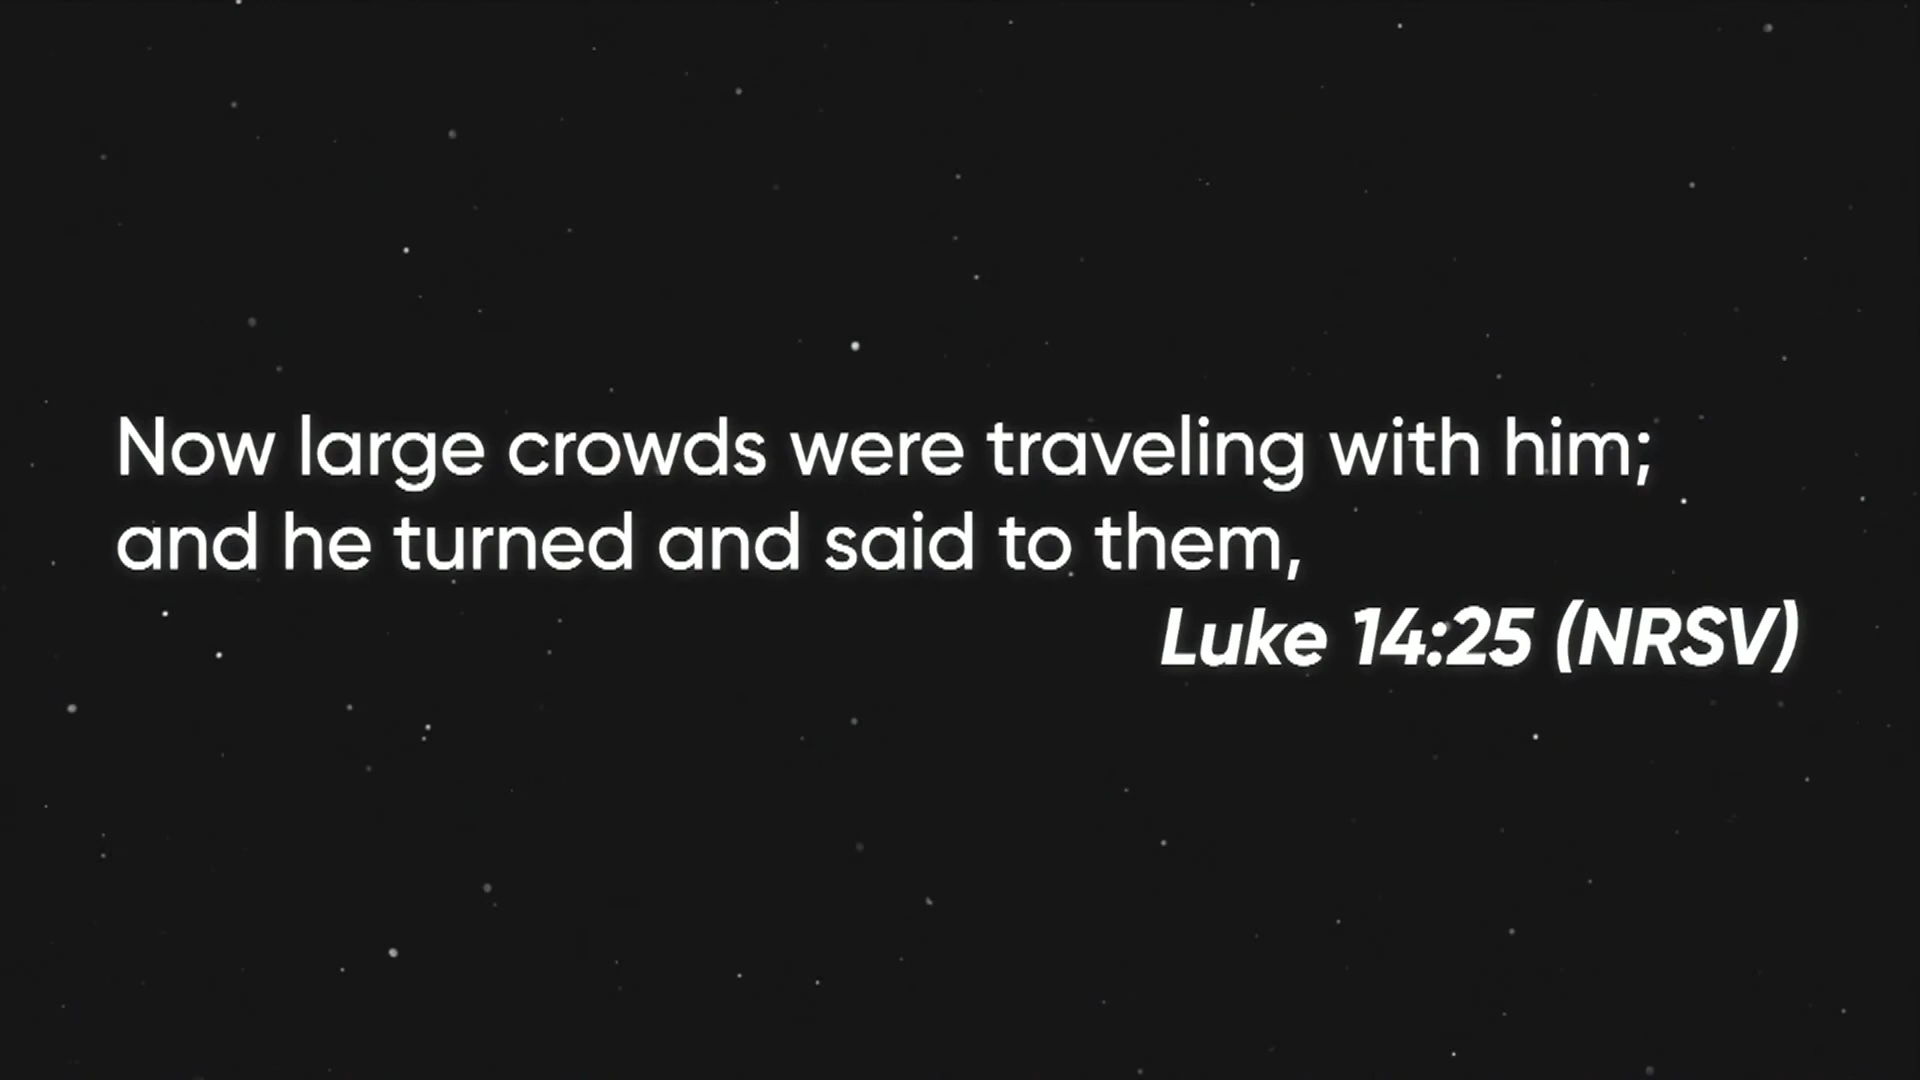 Now large crowds were traveling with him;
and he turned and said to them,
Luke 14:25 (NRSV)